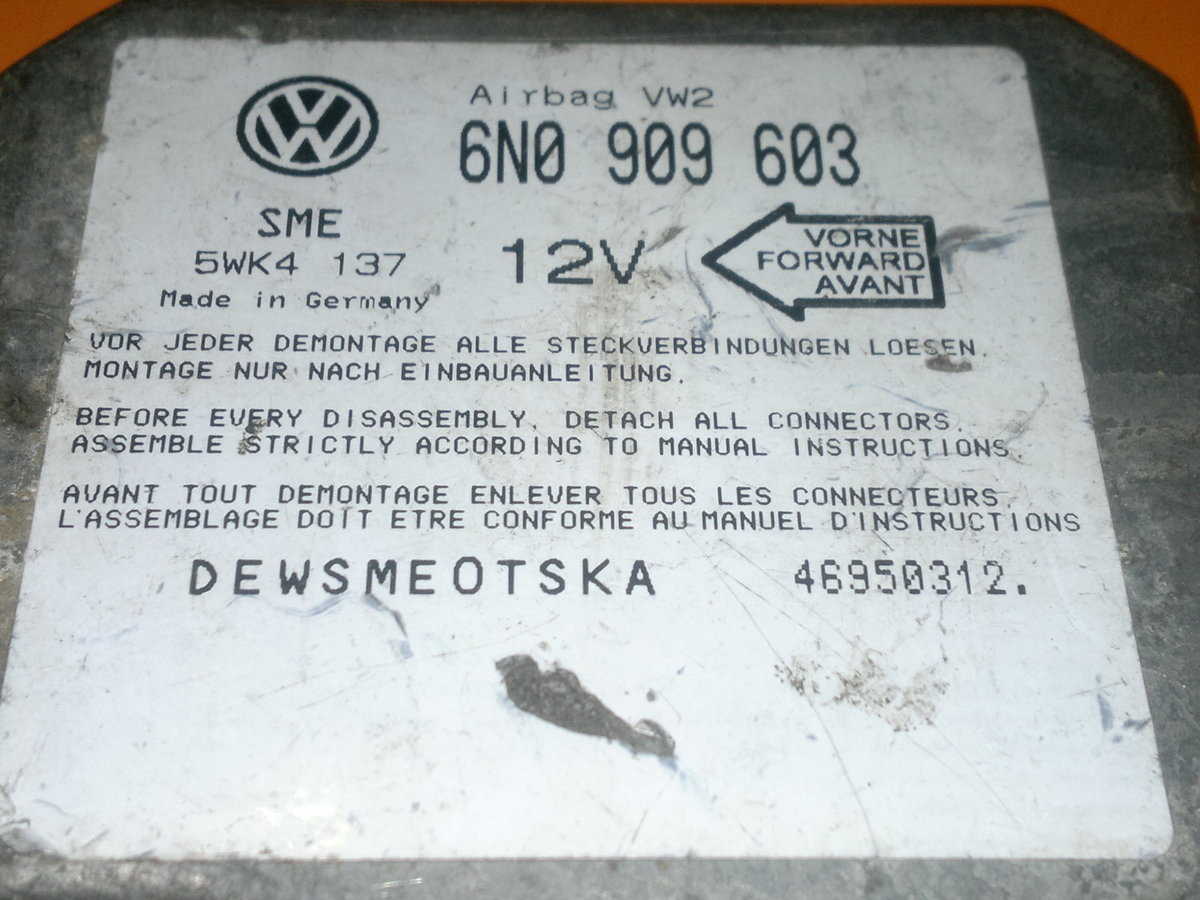 Airbag VW2
6N0 909 603
SME
5WK4 137
Made in Germany
12V
VORNE
FORWARD
AVANT
VOR JEDER DEMONTAGE ALLE STECKVERBINDUNGEN LOESEN.
MONTAGE NUR NACH EINBAUANLEITUNG.
BEFORE EVERY DISASSEMBLY, DETACH ALL CONNECTORS.
ASSEMBLE STRICTLY ACCORDING TO MANUAL INSTRUCTIONS.
AVANT TOUT DEMONTAGE ENLEVER TOUS LES CONNECTEURS.
L'ASSEMBLAGE DOIT ETRE CONFORME AU MANUEL D'INSTRUCTIONS
DEWSMEOTSKA 46950312.